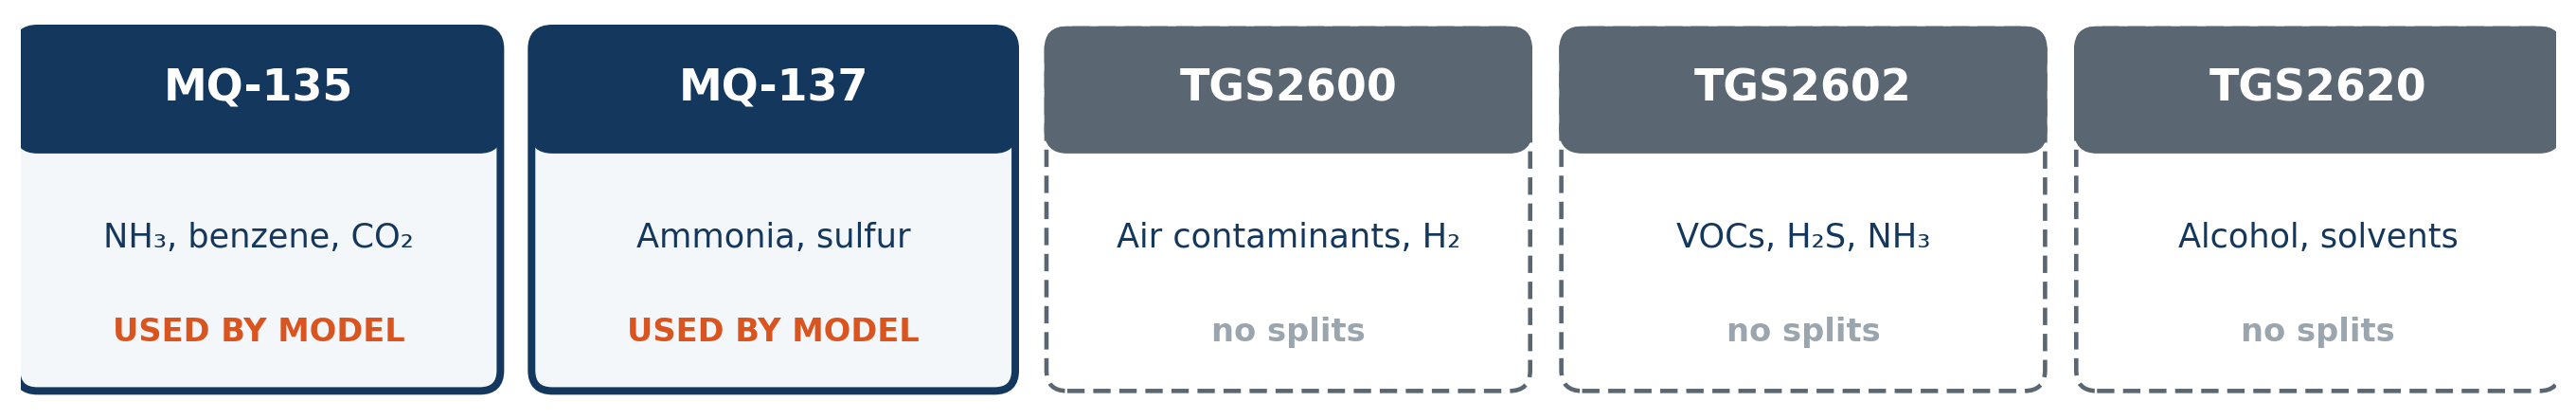 MQ-135
NH₃, benzene, CO₂
USED BY MODEL
MQ-137
Ammonia, sulfur
USED BY MODEL
TGS2600
Air contaminants, H₂
no splits
TGS2602
VOCs, H₂S, NH₃
no splits
TGS2620
Alcohol, solvents
no splits